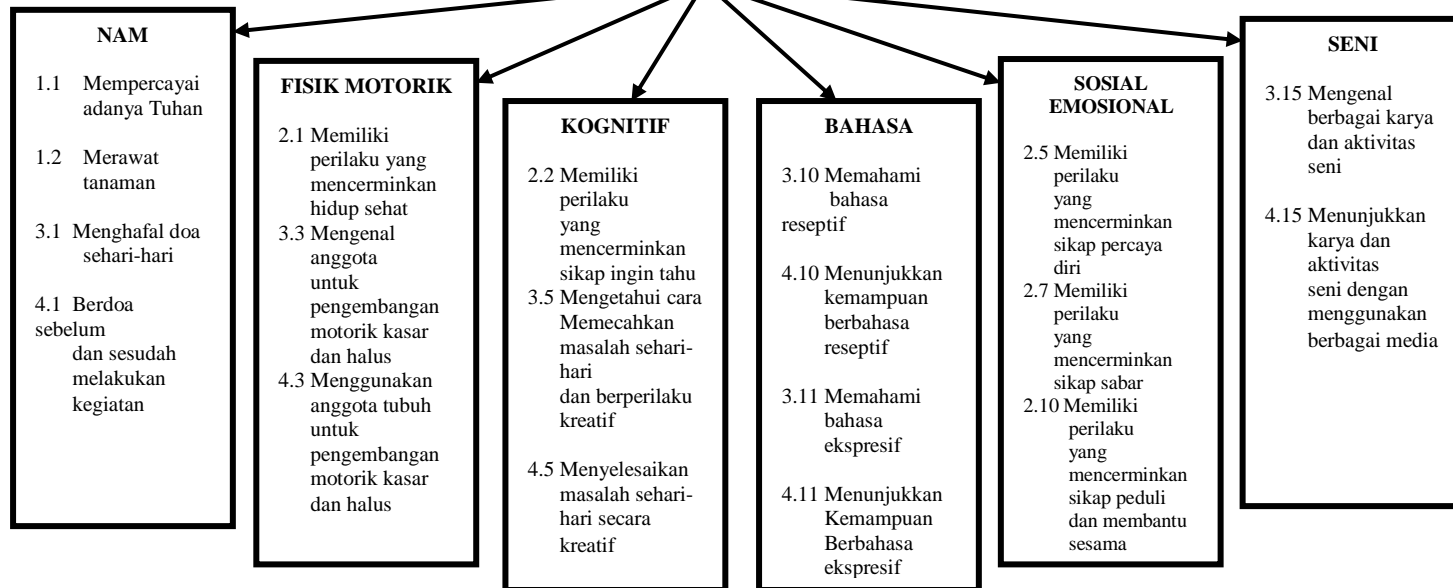 NAM
1.1 Mempercayai
adanya Tuhan
1.2 Merawat
tanaman
3.1 Menghafal doa
sehari-hari
4.1 Berdoa
sebelum
dan sesudah
melakukan
kegiatan
FISIK MOTORIK
2.1 Memiliki
perilaku yang
mencerminkan
hidup sehat
3.3 Mengenal
anggota
untuk
pengembangan
motorik kasar
dan halus
4.3 Menggunakan
anggota tubuh
untuk
pengembangan
motorik kasar
dan halus
KOGNITIF
2.2 Memiliki
perilaku
yang
mencerminkan
sikap ingin tahu
3.5 Mengetahui cara
Memecahkan
masalah sehari-
hari
dan berperilaku
kreatif
4.5 Menyelesaikan
masalah sehari-
hari secara
kreatif
BAHASA
3.10 Memahami
bahasa
reseptif
4.10 Menunjukkan
kemampuan
berbahasa
reseptif
3.11 Memahami
bahasa
ekspresif
4.11 Menunjukkan
Kemampuan
Berbahasa
ekspresif
SOSIAL
EMOSIONAL
2.5 Memiliki
perilaku
yang
mencerminkan
sikap percaya
diri
2.7 Memiliki
perilaku
yang
mencerminkan
sikap sabar
2.10 Memiliki
perilaku
yang
mencerminkan
sikap peduli
dan membantu
sesama
SENI
3.15 Mengenal
berbagai karya
dan aktivitas
seni
4.15 Menunjukkan
karya dan
aktivitas
seni dengan
menggunakan
berbagai media